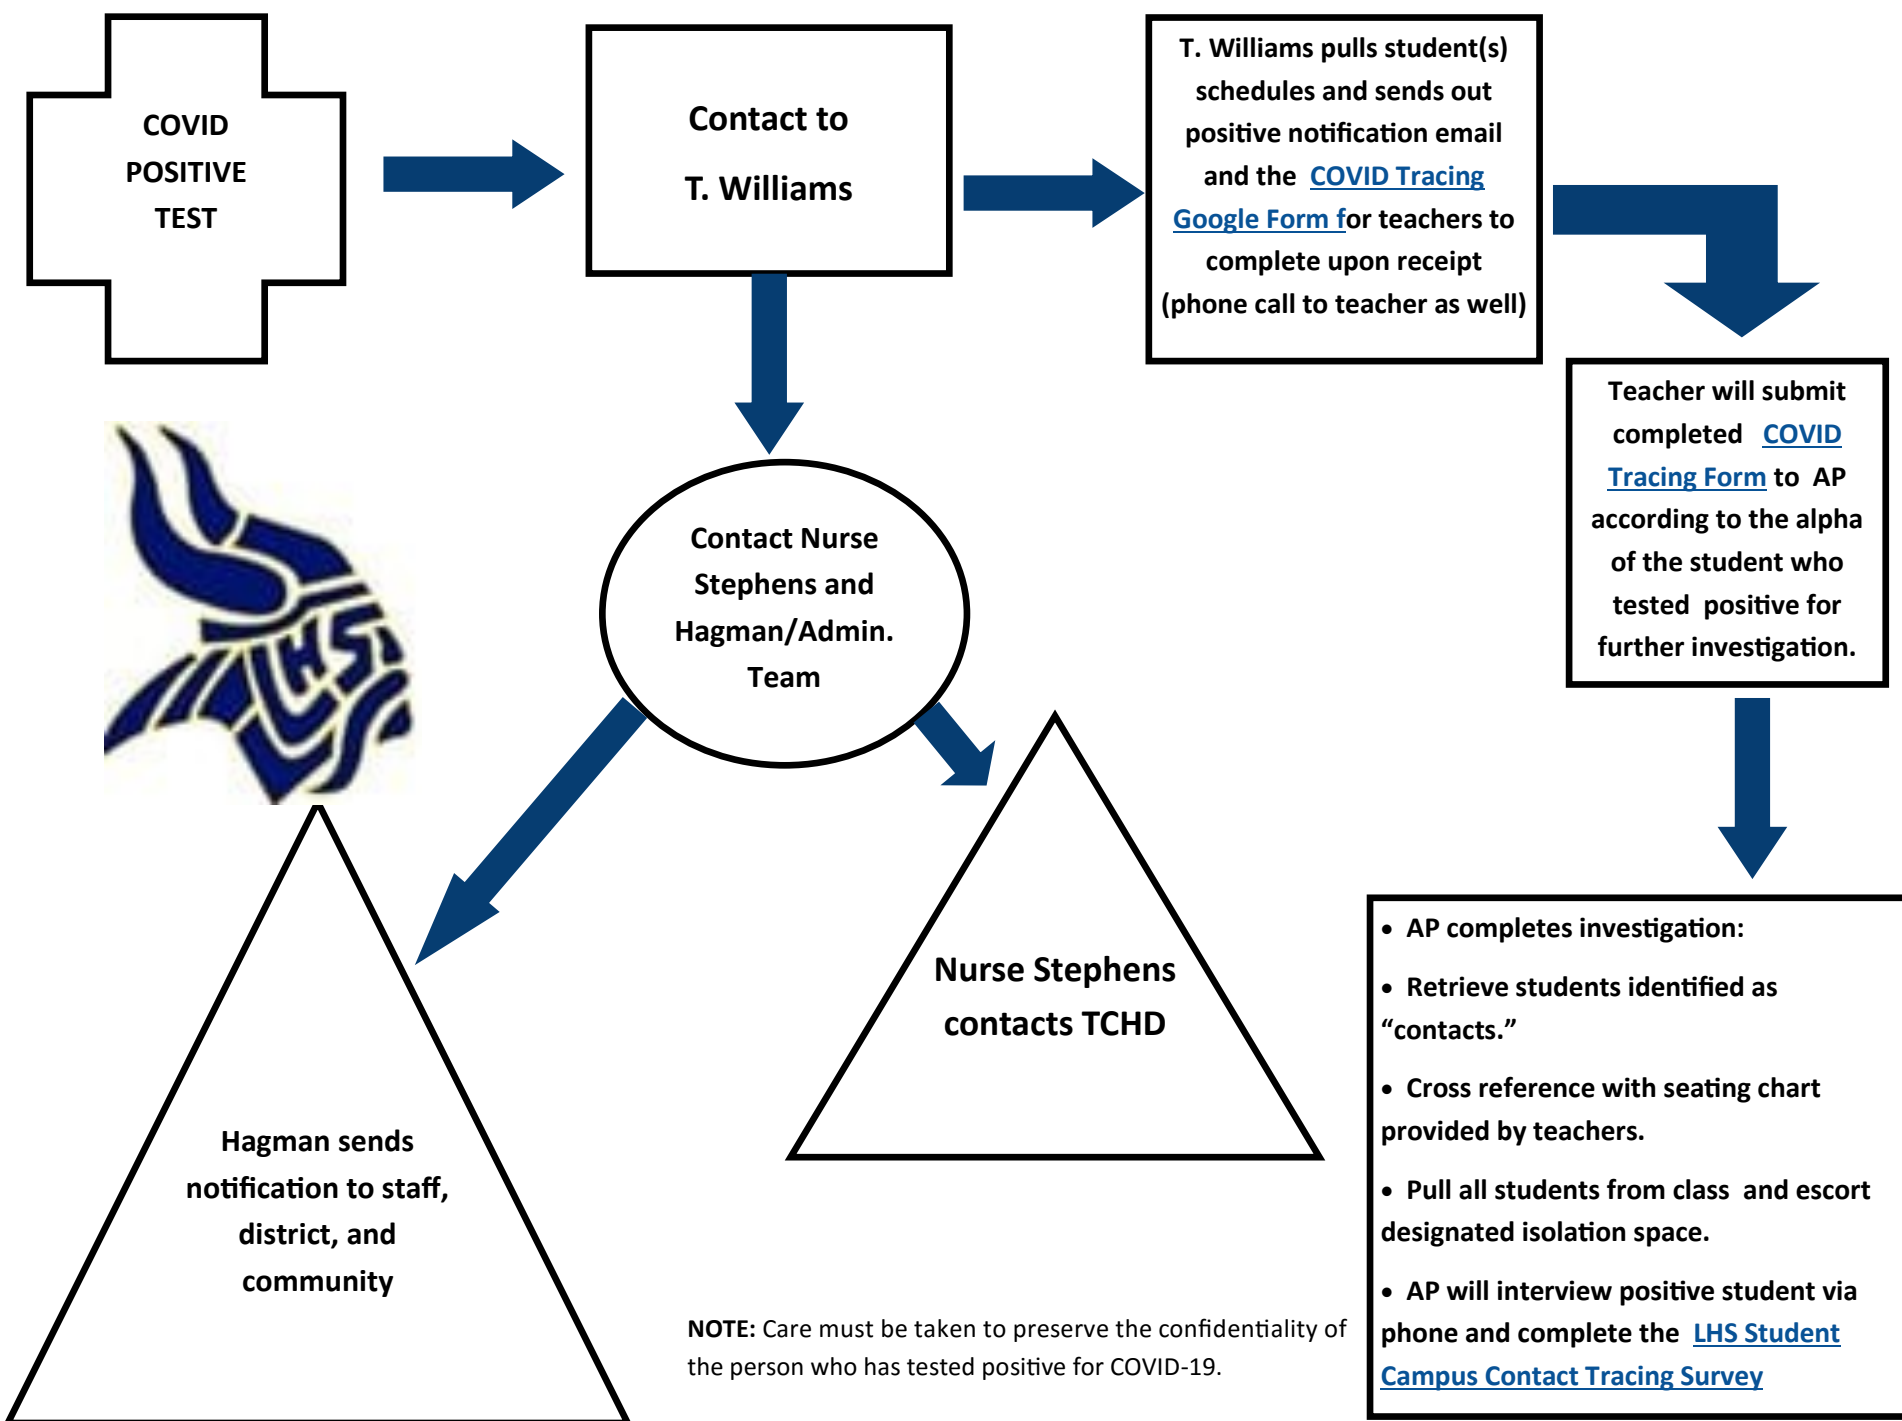 COVID
POSITIVE
TEST
Contact to
T. Williams
T. Williams pulls student(s)
schedules and sends out
positive notification email
and the COVID Tracing
Google Form for teachers to
complete upon receipt
(phone call to teacher as well)
Teacher will submit
completed COVID
Tracing Form to AP
according to the alpha
of the student who
tested positive for
further investigation.
LHS
Contact Nurse
Stephens and
Hagman/Admin.
Team
Nurse Stephens
contacts TCHD
Hagman sends
notification to staff,
district, and
community
• AP completes investigation:
• Retrieve students identified as
“contacts.”
• Cross reference with seating chart
provided by teachers.
• Pull all students from class and escort
designated isolation space.
• AP will interview positive student via
phone and complete the LHS Student
Campus Contact Tracing Survey
NOTE: Care must be taken to preserve the confidentiality of
the person who has tested positive for COVID-19.